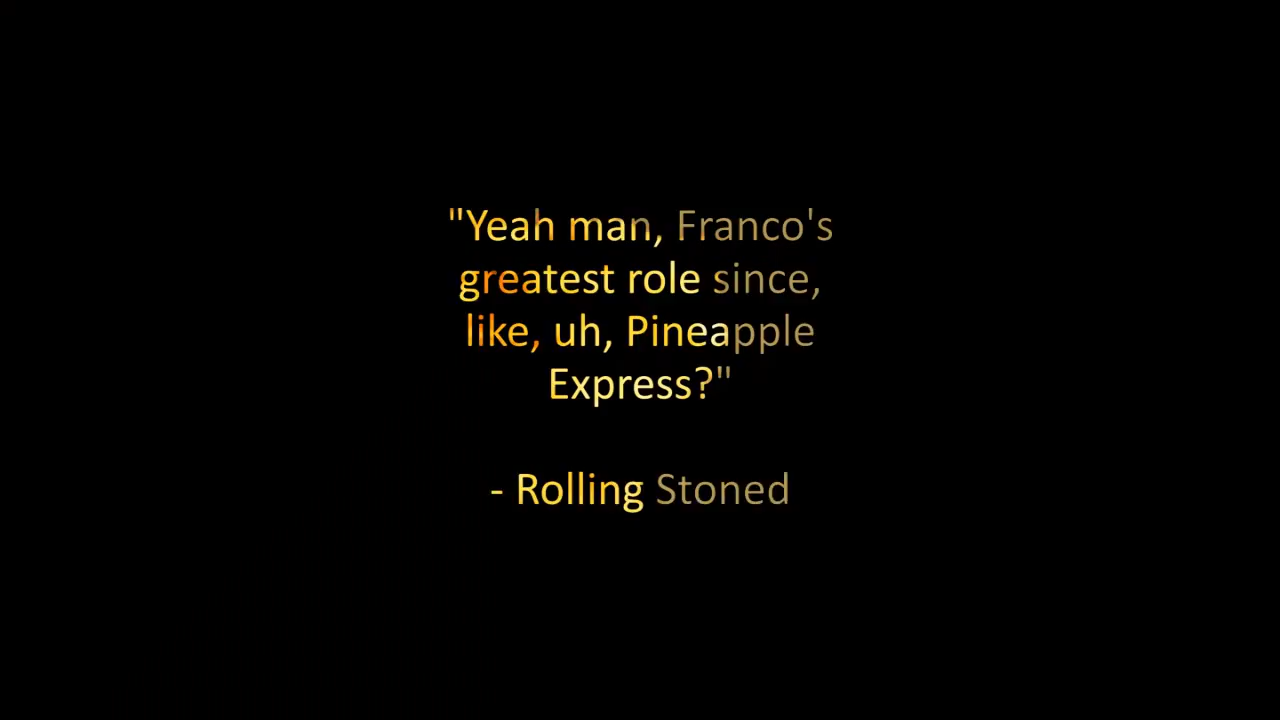 "Yeah man, Franco's
greatest role since,
like, uh, Pineapple
Express?"
- Rolling Stoned